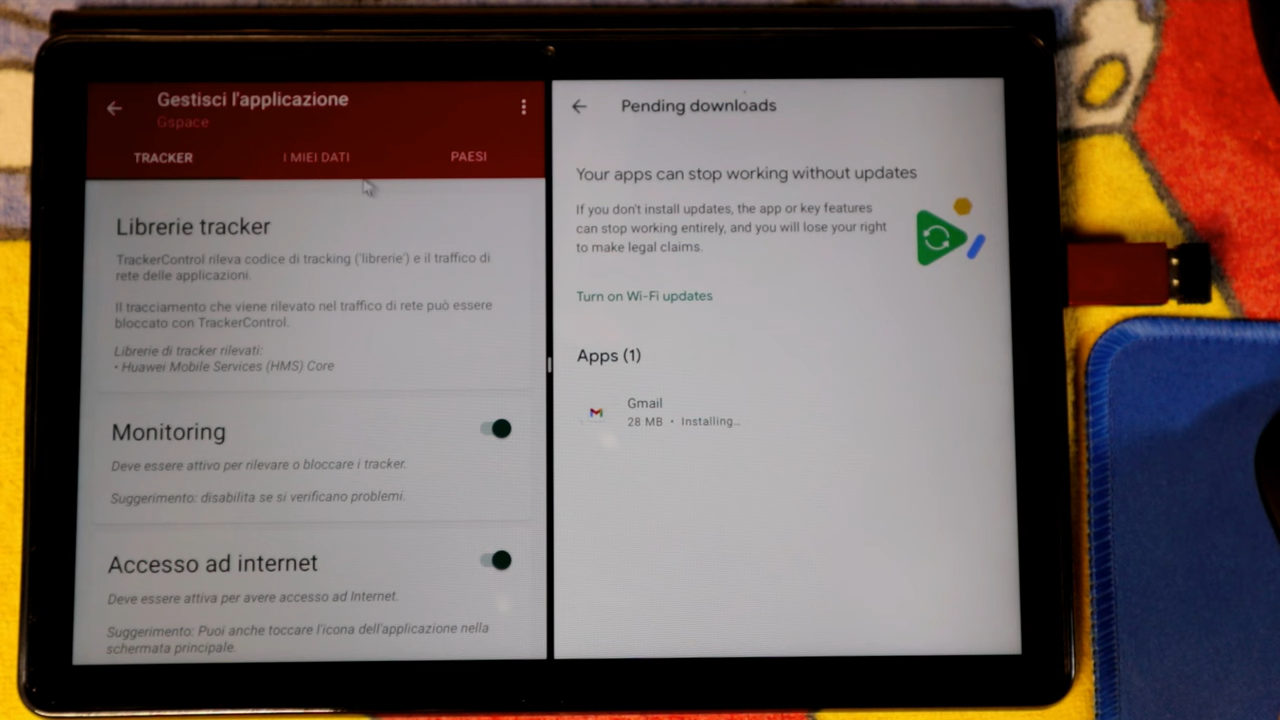 Gestisci l'applicazione
Gspace
TRACKER
I MIEI DATI
PAESI
Librerie tracker
TrackerControl rileva codice di tracking ('librerie') e il traffico di
rete delle applicazioni.
Il tracciamento che viene rilevato nel traffico di rete può essere
bloccato con TrackerControl.
Librerie di tracker rilevati:
• Huawei Mobile Services (HMS) Core
Monitoring
Deve essere attivo per rilevare o bloccare i tracker.
Suggerimento: disabilita se si verificano problemi.
Accesso ad internet
Deve essere attiva per avere accesso ad Internet.
Suggerimento: Puoi anche toccare l'icona dell'applicazione nella
schermata principale.
Pending downloads
Your apps can stop working without updates
If you don't install updates, the app or key features
can stop working entirely, and you will lose your right
to make legal claims.
Turn on Wi-Fi updates
Apps (1)
Gmail
28 MB • Installing...